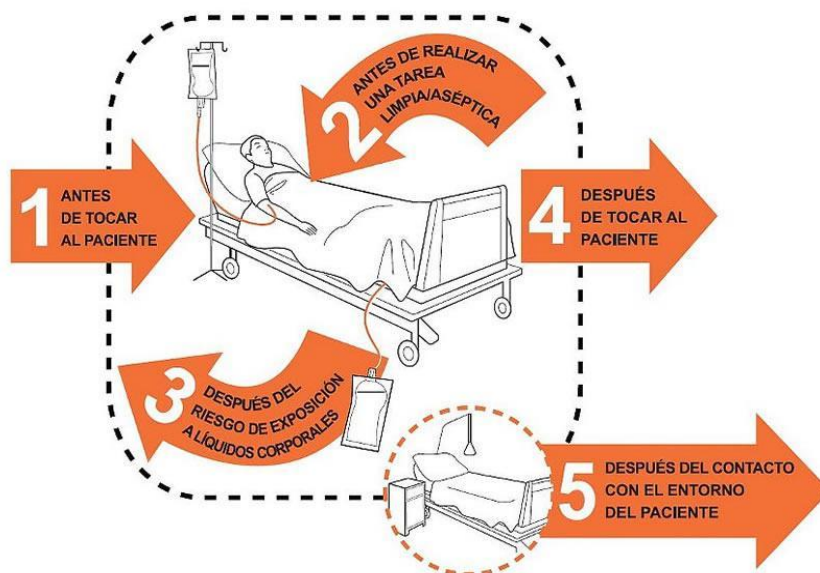 1 ANTES
DE TOCAR
AL PACIENTE
2 ANTES DE REALIZAR
UNA TAREA
LIMPIA/ASÉPTICA
3 DESPUÉS DEL
RIESGO DE EXPOSICIÓN
A LÍQUIDOS CORPORALES
4 DESPUÉS
DE TOCAR AL
PACIENTE
5 DESPUÉS DEL CONTACTO
CON EL ENTORNO
DEL PACIENTE